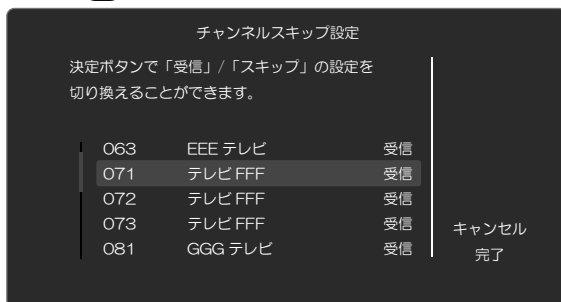 チャンネルスキップ設定
決定ボタンで「受信」/「スキップ」の設定を
切り換えることができます。
063 EEE テレビ 受信
071 テレビ FFF 受信
072 テレビ FFF 受信
073 テレビ FFF 受信
081 GGG テレビ 受信
キャンセル
完了